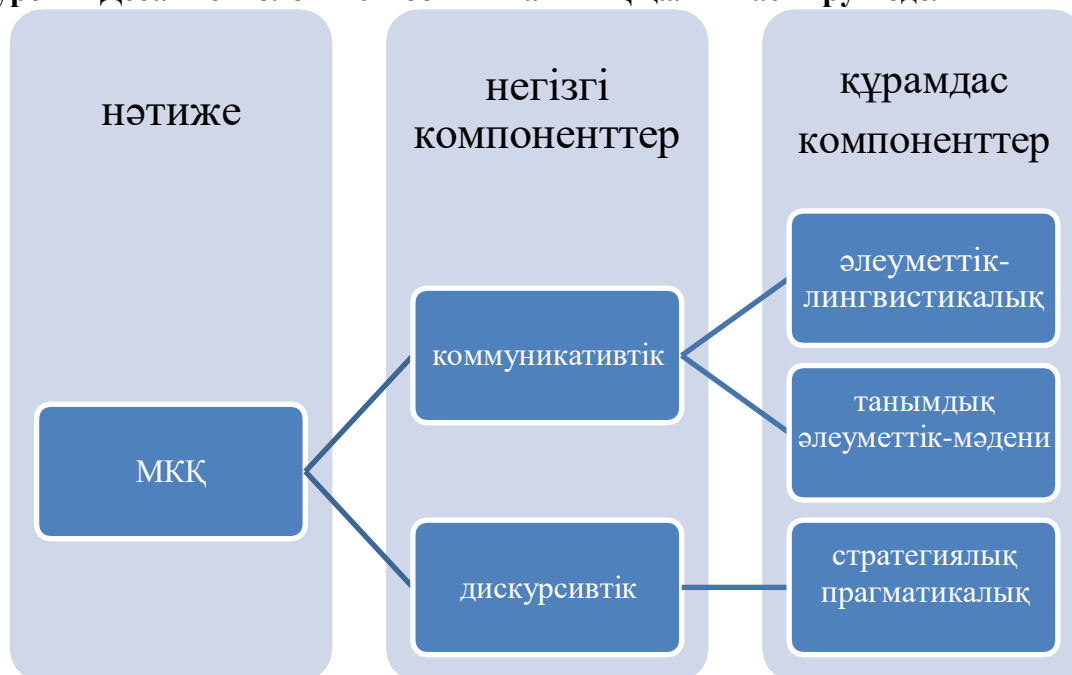 нәтиже
негізгі
компоненттер
құрамдас
компоненттер
МКҚ
коммуникативтік
дискурсивтік
әлеуметтік-
лингвистикалық
танымдық
әлеуметтік-мәдени
стратегиялық
прагматикалық